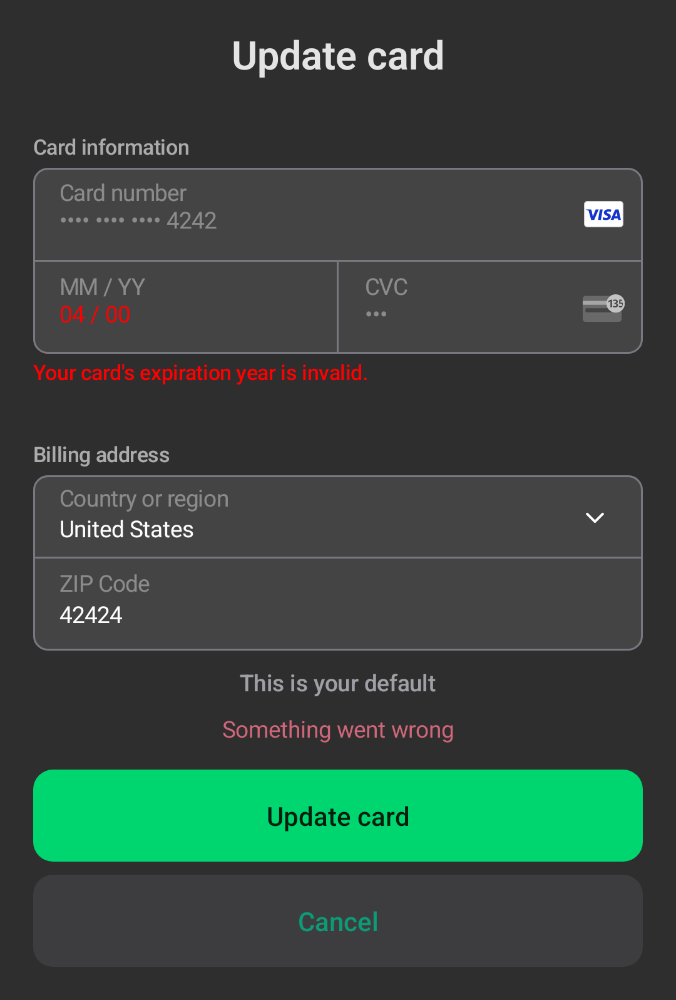 Update card
Card information
Card number
•••• •••• •••• 4242
VISA
MM / YY
04 / 00
CVC
•••
135
Your card's expiration year is invalid.
Billing address
Country or region
United States
ZIP Code
42424
This is your default
Something went wrong
Update card
Cancel